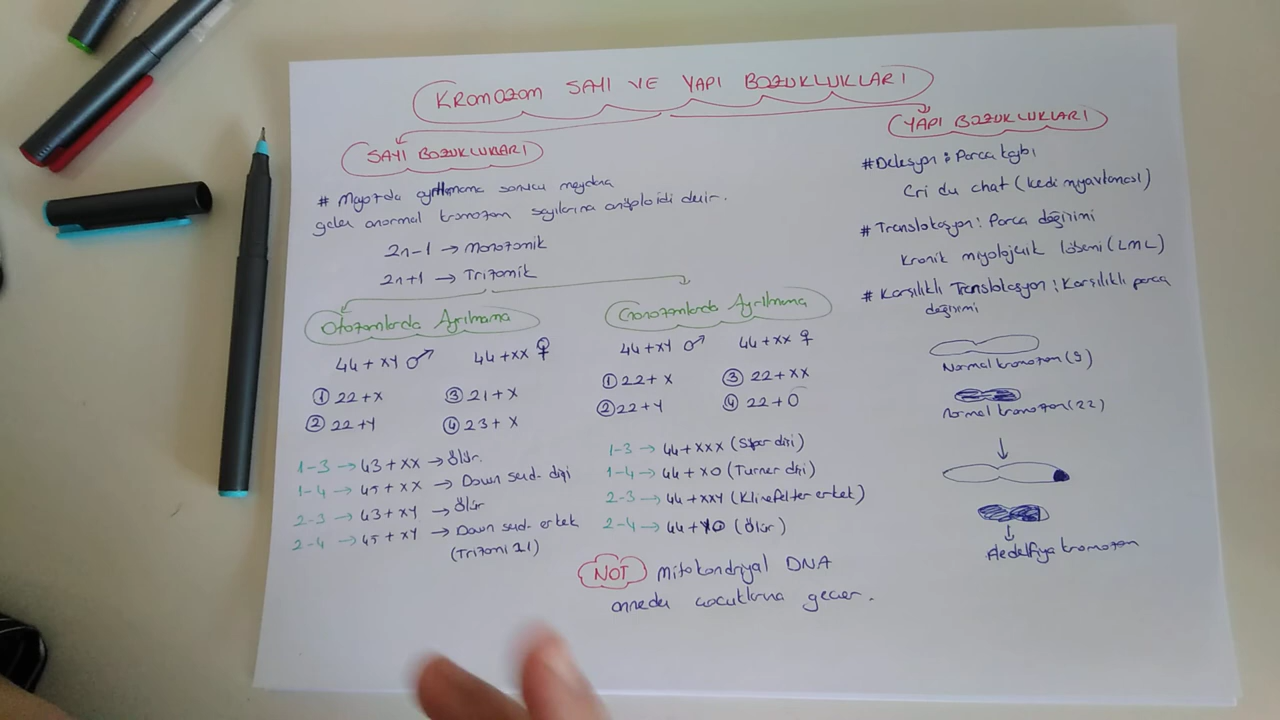 KROMOZOM SAYI VE YAPI BOZUKLUKLARI
SAYI BOZUKLUKLARI
# Mayozda ayrılmama sonucu meydana
gelen anormal kromozom sayılarına anöploidi denir.
2n-1 → Monozomik
2n+1 → Trizomik
Otozomlarda Ayrılmama
44+XY ♂ 44+XX ♀
① 22+X ③ 21+X
② 22+Y ④ 23+X
1-3 → 43+XX → Ölür.
1-4 → 45+XX → Down send. dişi
2-3 → 43+XY → Ölür
2-4 → 45+XY → Down send. erkek
(Trizomi 21)
Gonozomlarda Ayrılmama
44+XY ♂ 44+XX ♀
① 22+X ③ 22+XX
② 22+Y ④ 22+O
1-3 → 44+XXX (Süper dişi)
1-4 → 44+XO (Turner dişi)
2-3 → 44+XXY (Klinefelter erkek)
2-4 → 44+YO (Ölür)
NOT mitokondriyal DNA
anneden çocuklarına geçer.
YAPI BOZUKLUKLARI
# Delesyon : Parça kaybı
Cri du chat (kedi miyavlaması)
# Translokasyon : Parça değişimi
Kronik miyolojik lösemi (LML)
# Karşılıklı Translokasyon : Karşılıklı parça
değişimi
Normal kromozom (9)
Normal kromozom (22)
Fledelfiya kromozom